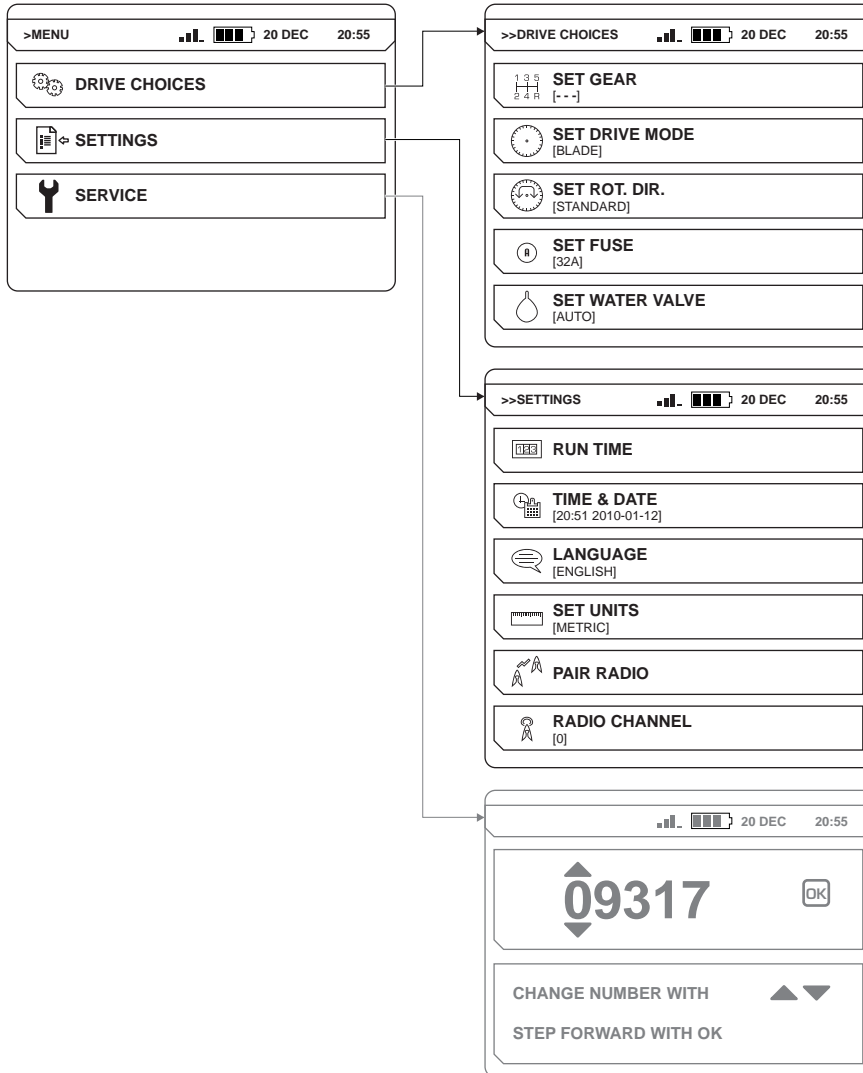 >MENU 20 DEC 20:55
DRIVE CHOICES
SETTINGS
SERVICE
>>DRIVE CHOICES 20 DEC 20:55
1 3 5
2 4 R
SET GEAR
[- - -]
SET DRIVE MODE
[BLADE]
SET ROT. DIR.
[STANDARD]
A
SET FUSE
[32A]
SET WATER VALVE
[AUTO]
>>SETTINGS 20 DEC 20:55
123
RUN TIME
TIME & DATE
[20:51 2010-01-12]
LANGUAGE
[ENGLISH]
SET UNITS
[METRIC]
PAIR RADIO
RADIO CHANNEL
[0]
20 DEC 20:55
09317 OK
CHANGE NUMBER WITH
STEP FORWARD WITH OK